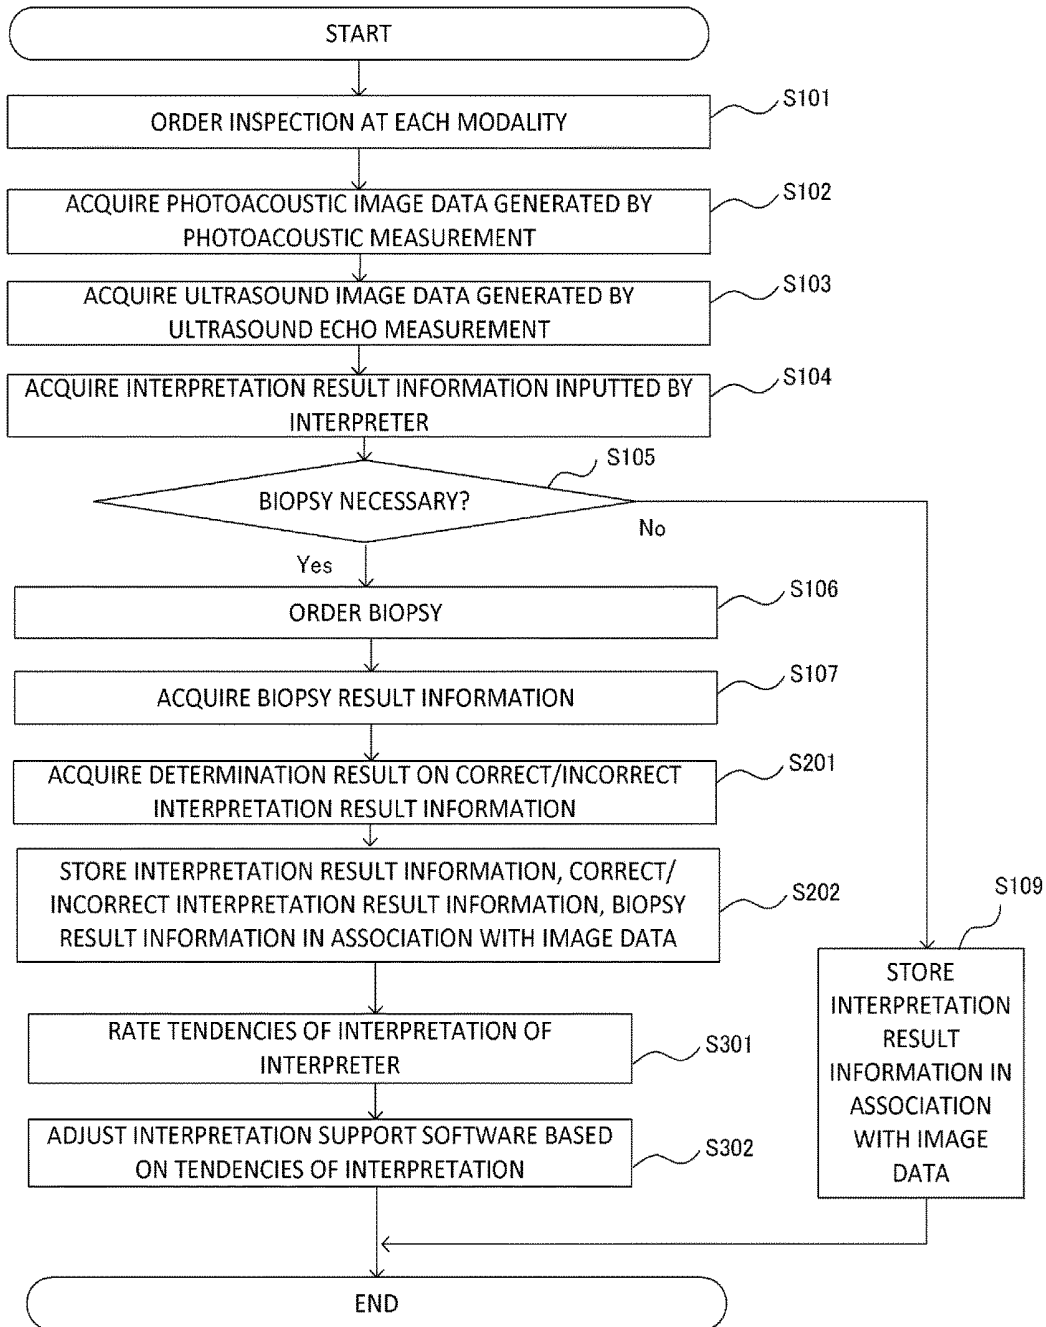 START
S101
ORDER INSPECTION AT EACH MODALITY
S102
ACQUIRE PHOTOACOUSTIC IMAGE DATA GENERATED BY
PHOTOACOUSTIC MEASUREMENT
S103
ACQUIRE ULTRASOUND IMAGE DATA GENERATED BY
ULTRASOUND ECHO MEASUREMENT
S104
ACQUIRE INTERPRETATION RESULT INFORMATION INPUTTED BY
INTERPRETER
S105
BIOPSY NECESSARY?
No
Yes
S106
ORDER BIOPSY
S107
ACQUIRE BIOPSY RESULT INFORMATION
S201
ACQUIRE DETERMINATION RESULT ON CORRECT/INCORRECT
INTERPRETATION RESULT INFORMATION
S202
STORE INTERPRETATION RESULT INFORMATION, CORRECT/
INCORRECT INTERPRETATION RESULT INFORMATION, BIOPSY
RESULT INFORMATION IN ASSOCIATION WITH IMAGE DATA
S109
STORE
INTERPRETATION
RESULT
INFORMATION IN
ASSOCIATION
WITH IMAGE
DATA
S301
RATE TENDENCIES OF INTERPRETATION OF
INTERPRETER
S302
ADJUST INTERPRETATION SUPPORT SOFTWARE BASED
ON TENDENCIES OF INTERPRETATION
END